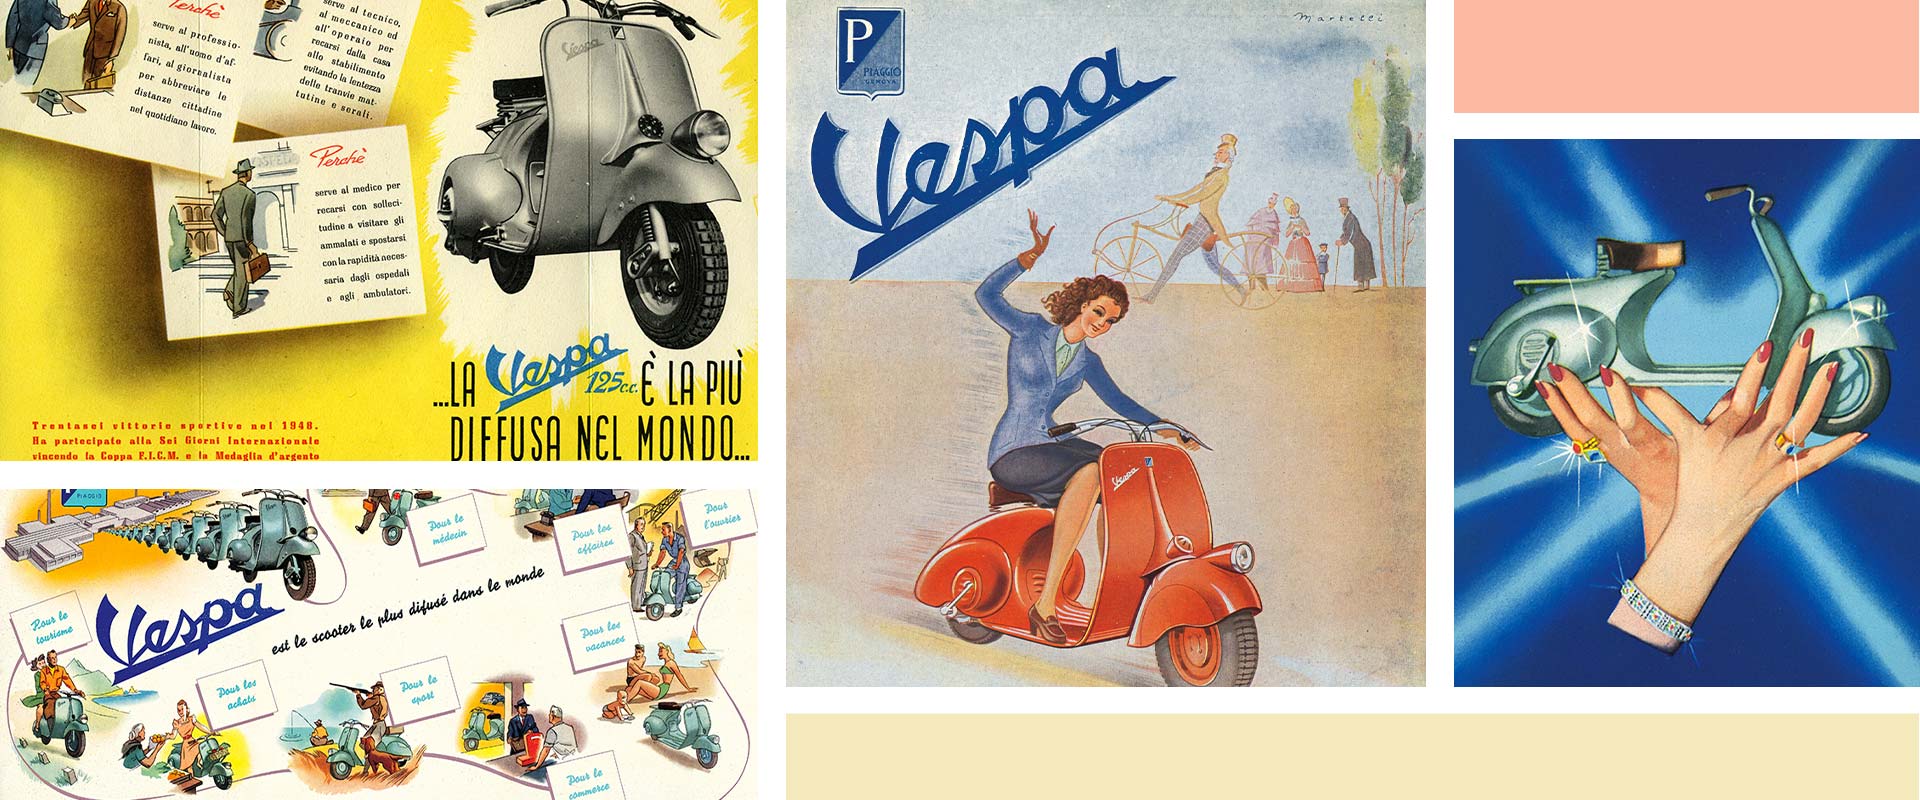 Perchè
serve al professio-
nista, all'uomo d'af-
fari, al giornalista
per abbreviare le
distanze cittadine
nel quotidiano lavoro.
serve al tecnico,
al meccanico ed
all'operaio per
recarsi dalla casa
allo stabilimento
evitando la lentezza
delle tranvie mat-
tutine e serali.
Perchè
serve al medico per
recarsi con solleci-
tudine a visitare gli
ammalati e spostarsi
con la rapidità neces-
saria dagli ospedali
e agli ambulatori.
Vespa
...LA Vespa 125c.c. È LA PIÙ
DIFFUSA NEL MONDO...
Trentasei vittorie sportive nel 1948.
Ha partecipato alla Sei Giorni Internazionale
vincendo la Coppa F.I.C.M. e la Medaglia d'argento
PIAGGIO
Pour le
médecin
Pour les
affaires
Pour
l'ouvrier
Pour le
tourisme
Vespa
est le scooter le plus difusé dans le monde
Pour les
vacances
Pour les
achats
Pour le
sport
Pour le
commerce
P
PIAGGIO
GENOVA
Martelli
Vespa
Vespa